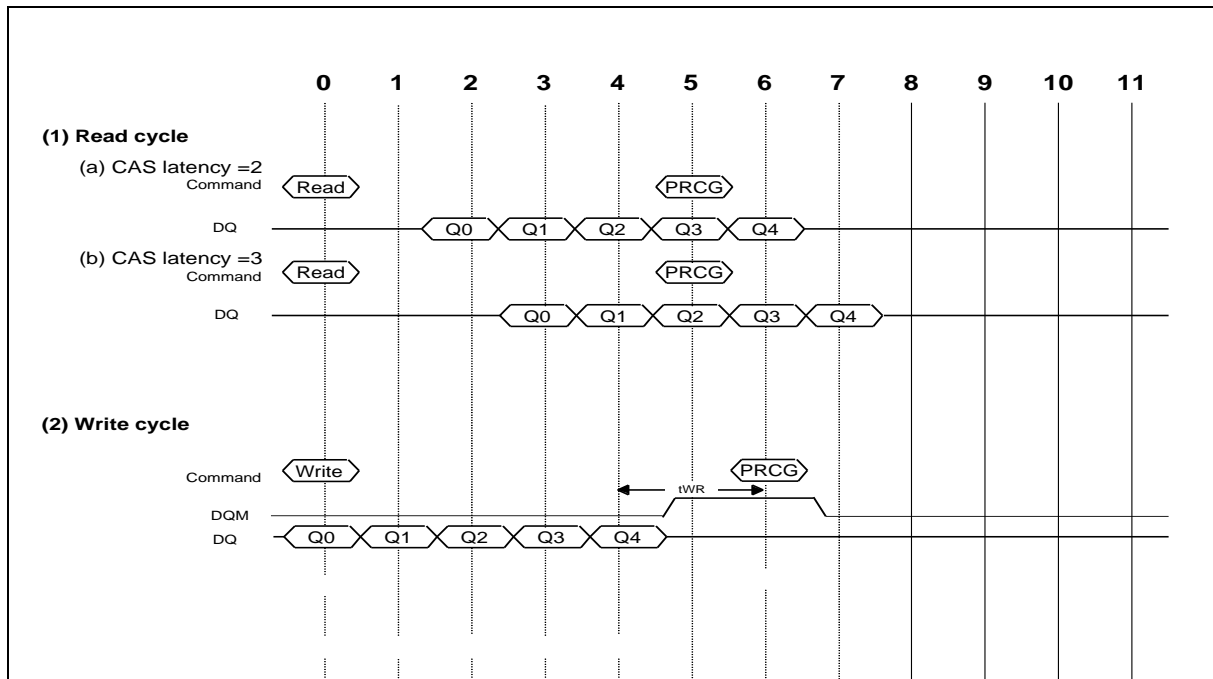 0 1 2 3 4 5 6 7 8 9 10 11
(1) Read cycle
(a) CAS latency =2
Command Read PRCG
DQ Q0 Q1 Q2 Q3 Q4
(b) CAS latency =3
Command Read PRCG
DQ Q0 Q1 Q2 Q3 Q4
(2) Write cycle
Command Write PRCG
tWR
DQM
DQ Q0 Q1 Q2 Q3 Q4